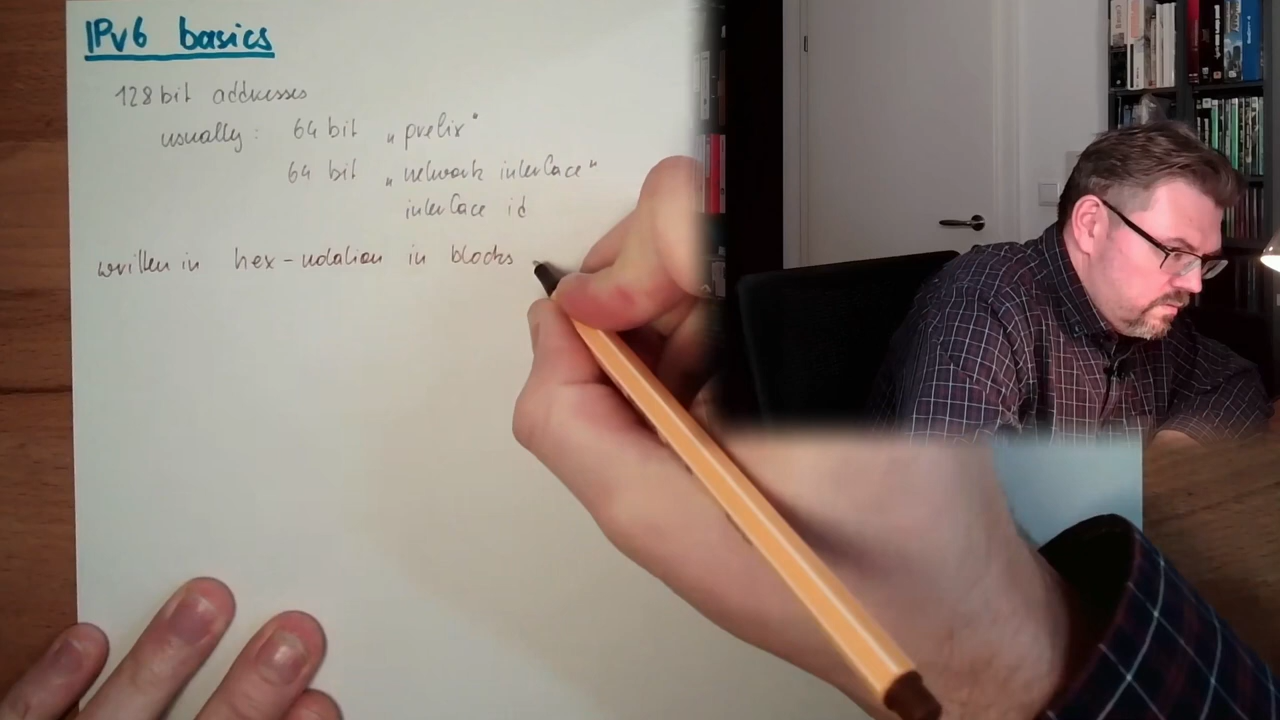 IPv6 basics
128 bit addresses
usually: 64 bit „prefix“
64 bit „network interface“
interface id
written in hex-notation in blocks